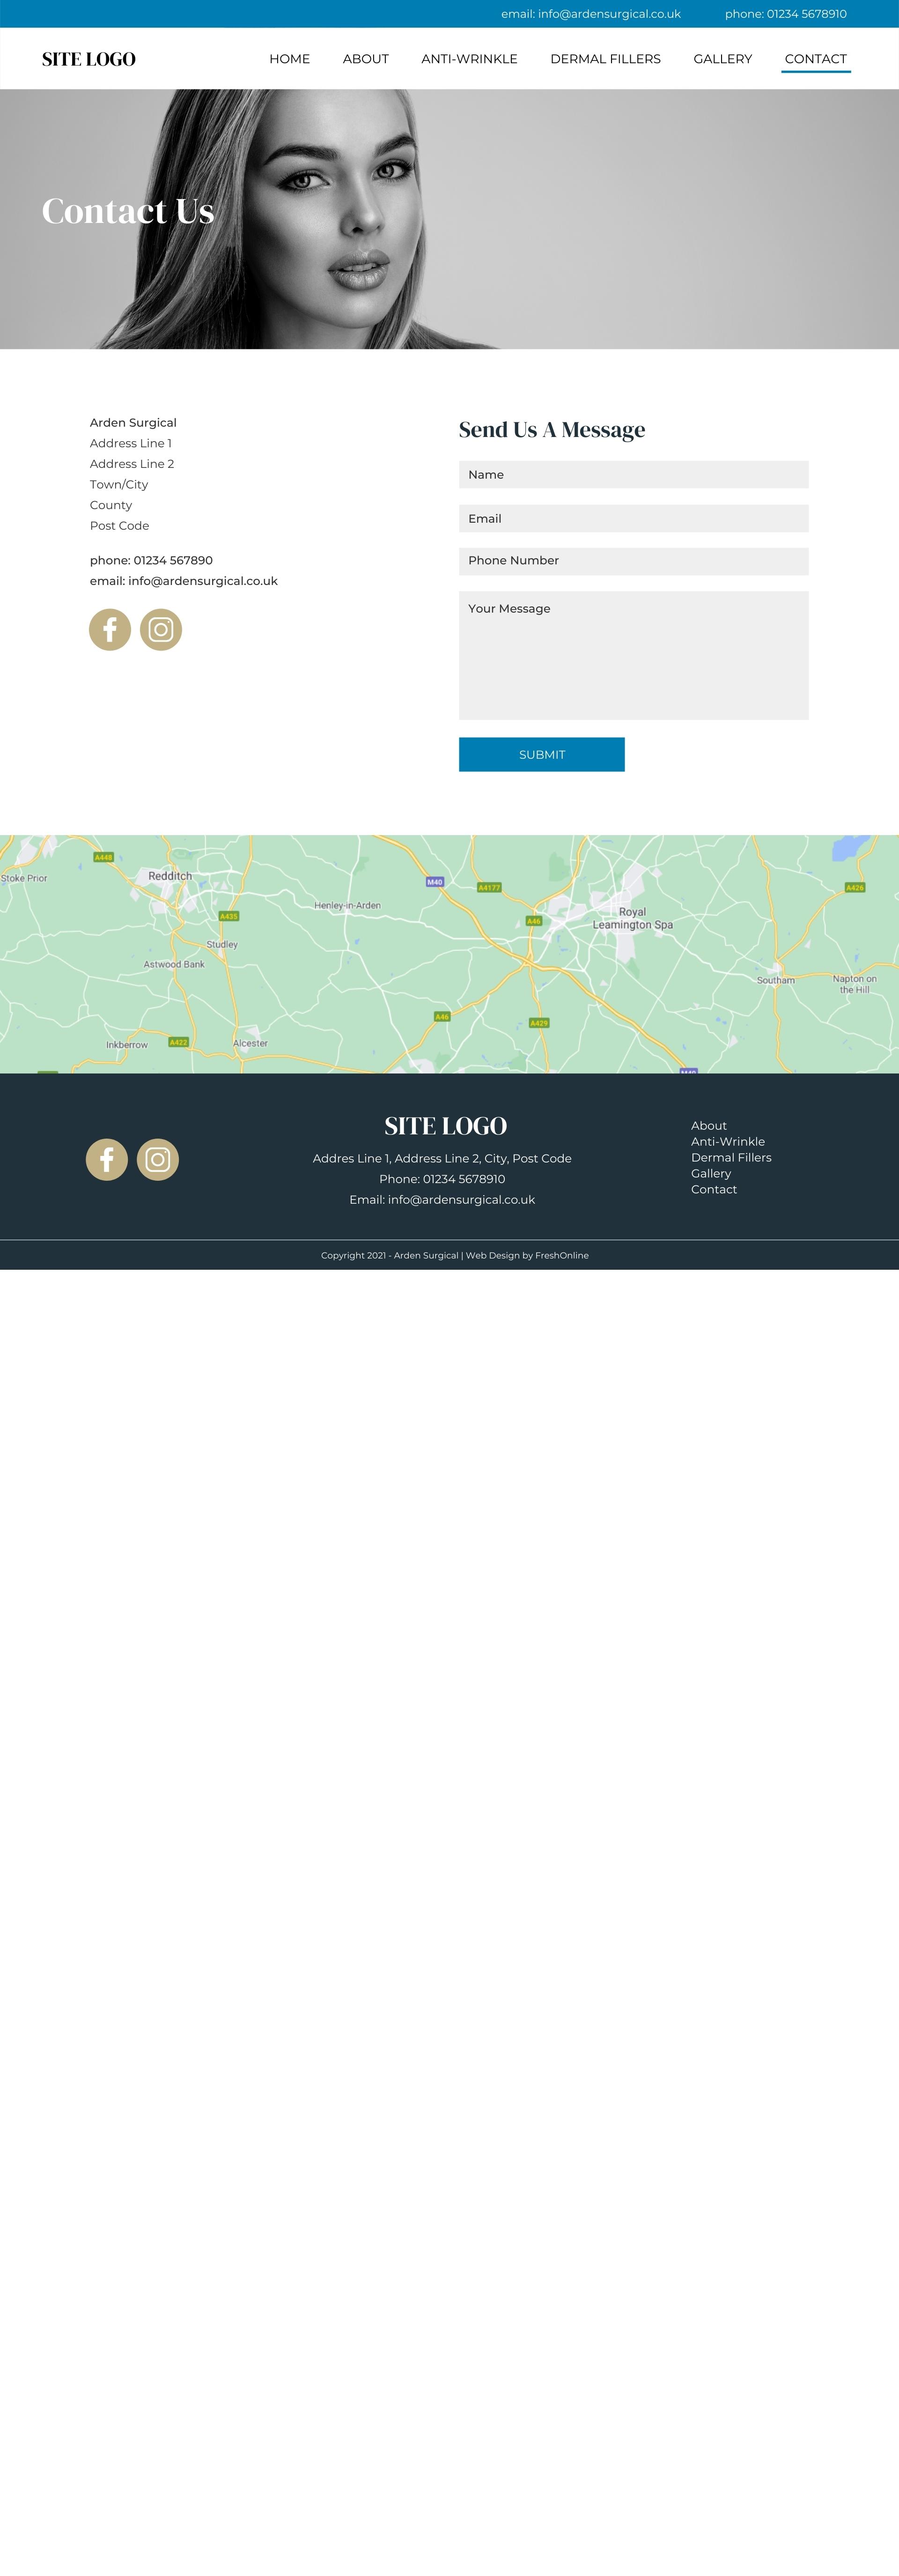 email: info@ardensurgical.co.uk phone: 01234 5678910
SITE LOGO HOME ABOUT ANTI-WRINKLE DERMAL FILLERS GALLERY CONTACT
Contact Us
Arden Surgical
Address Line 1
Address Line 2
Town/City
County
Post Code
phone: 01234 567890
email: info@ardensurgical.co.uk
Send Us A Message
Name
Email
Phone Number
Your Message
SUBMIT
A448
Stoke Prior
Redditch
M40
A4177
A426
Henley-in-Arden
A435
A46
Royal
Leamington Spa
Studley
Astwood Bank
Southam
Napton on
the Hill
A46
A429
Inkberrow
A422
Alcester
SITE LOGO
Addres Line 1, Address Line 2, City, Post Code
Phone: 01234 5678910
Email: info@ardensurgical.co.uk
About
Anti-Wrinkle
Dermal Fillers
Gallery
Contact
Copyright 2021 - Arden Surgical | Web Design by FreshOnline